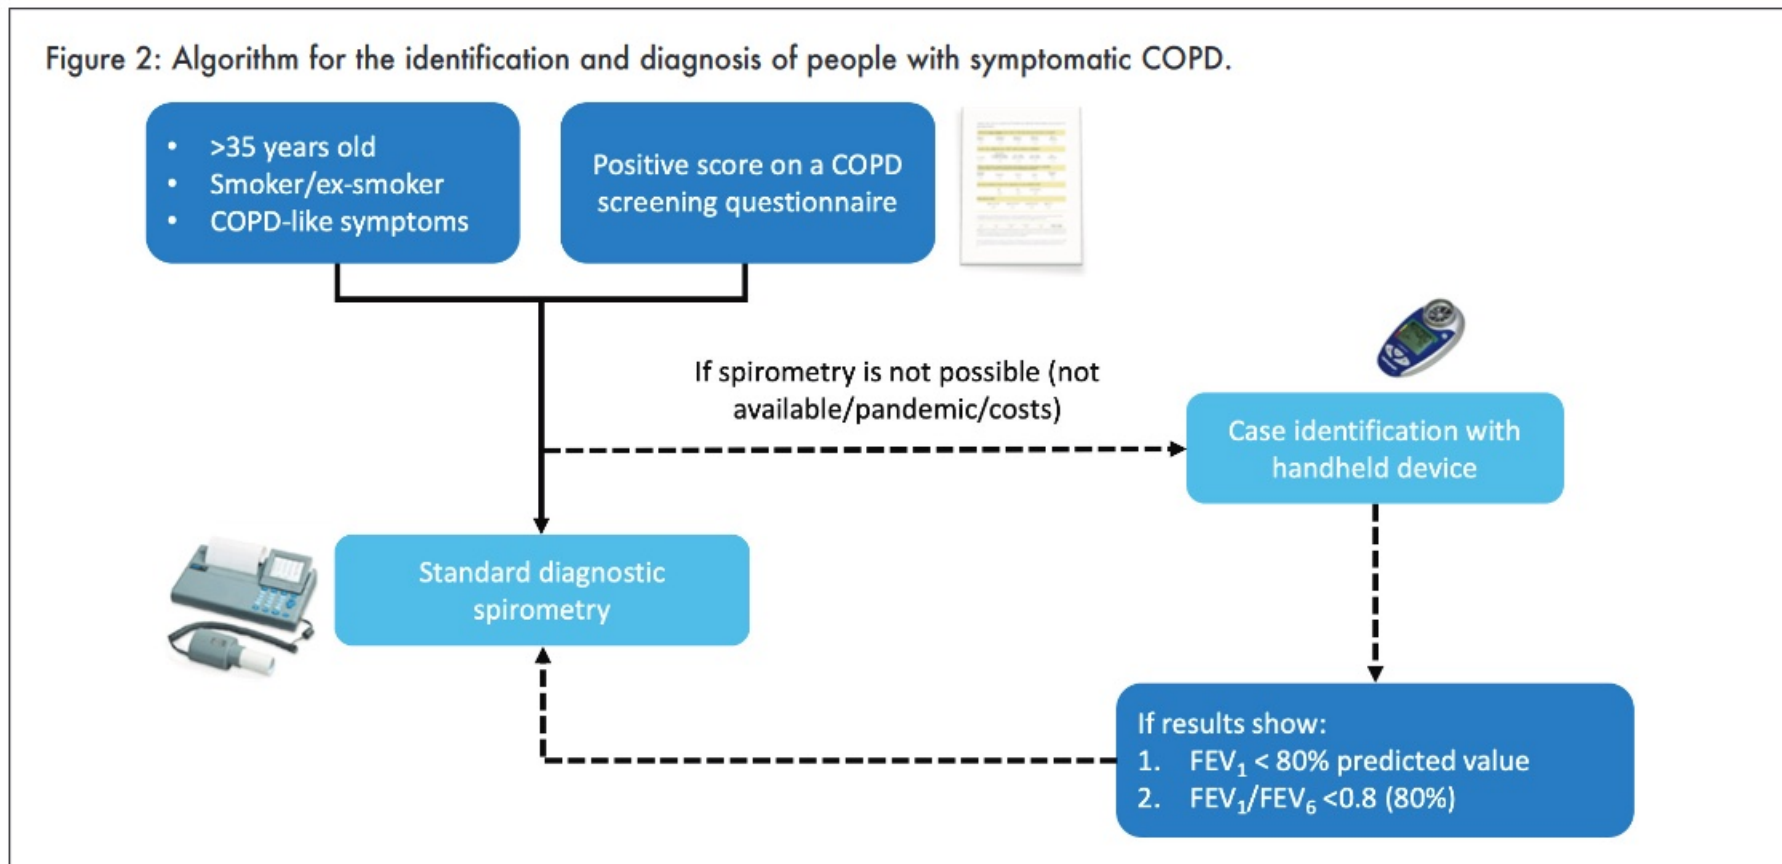 Figure 2: Algorithm for the identification and diagnosis of people with symptomatic COPD.
• >35 years old
• Smoker/ex-smoker
• COPD-like symptoms
Positive score on a COPD
screening questionnaire
If spirometry is not possible (not
available/pandemic/costs)
Case identification with
handheld device
Standard diagnostic
spirometry
If results show:
1. FEV₁ < 80% predicted value
2. FEV₁/FEV₆ <0.8 (80%)